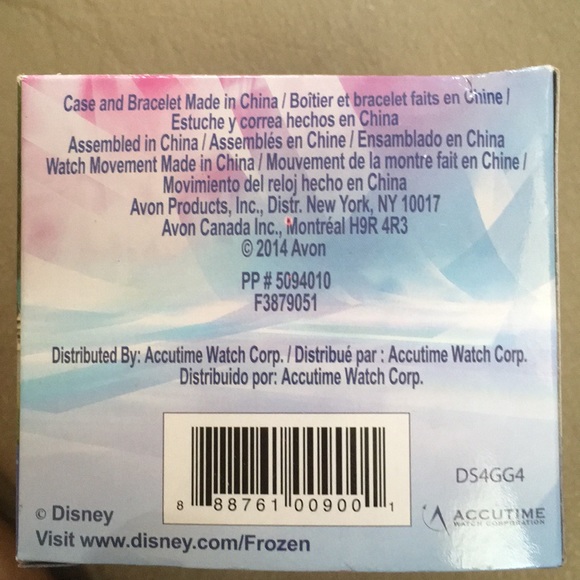 Case and Bracelet Made in China / Boîtier et bracelet faits en Chine /
Estuche y correa hechos en China
Assembled in China / Assemblés en Chine / Ensamblado en China
Watch Movement Made in China / Mouvement de la montre fait en Chine /
Movimiento del reloj hecho en China
Avon Products, Inc., Distr. New York, NY 10017
Avon Canada Inc., Montréal H9R 4R3
© 2014 Avon
PP # 5094010
F3879051
Distributed By: Accutime Watch Corp. / Distribué par : Accutime Watch Corp.
Distribuido por: Accutime Watch Corp.
8 88761 00900 1
DS4GG4
© Disney
ACCUTIME
WATCH CORPORATION
Visit www.disney.com/Frozen